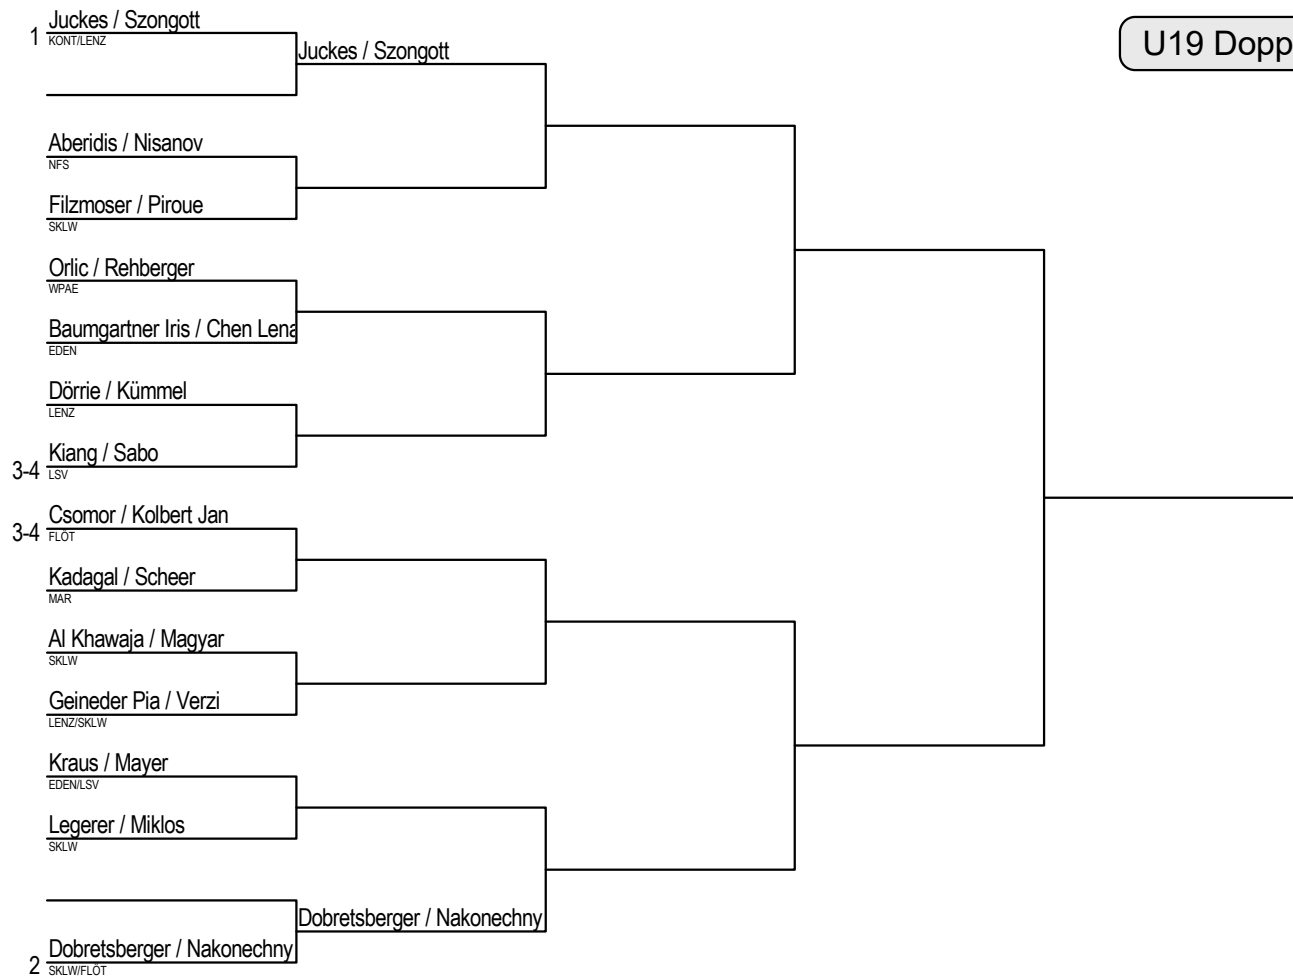 Juckes / Szongott
1
KONT/LENZ
Juckes / Szongott
U19 Dopp
Aberidis / Nisanov
NFS
Filzmoser / Piroue
SKLW
Orlic / Rehberger
WPAE
Baumgartner Iris / Chen Lena
EDEN
Dörrie / Kümmel
LENZ
Kiang / Sabo
3-4
LSV
Csomor / Kolbert Jan
3-4
FLÖT
Kadagal / Scheer
MAR
Al Khawaja / Magyar
SKLW
Geineder Pia / Verzi
LENZ/SKLW
Kraus / Mayer
EDEN/LSV
Legerer / Miklos
SKLW
Dobretsberger / Nakonechny
Dobretsberger / Nakonechny
2
SKLW/FLÖT